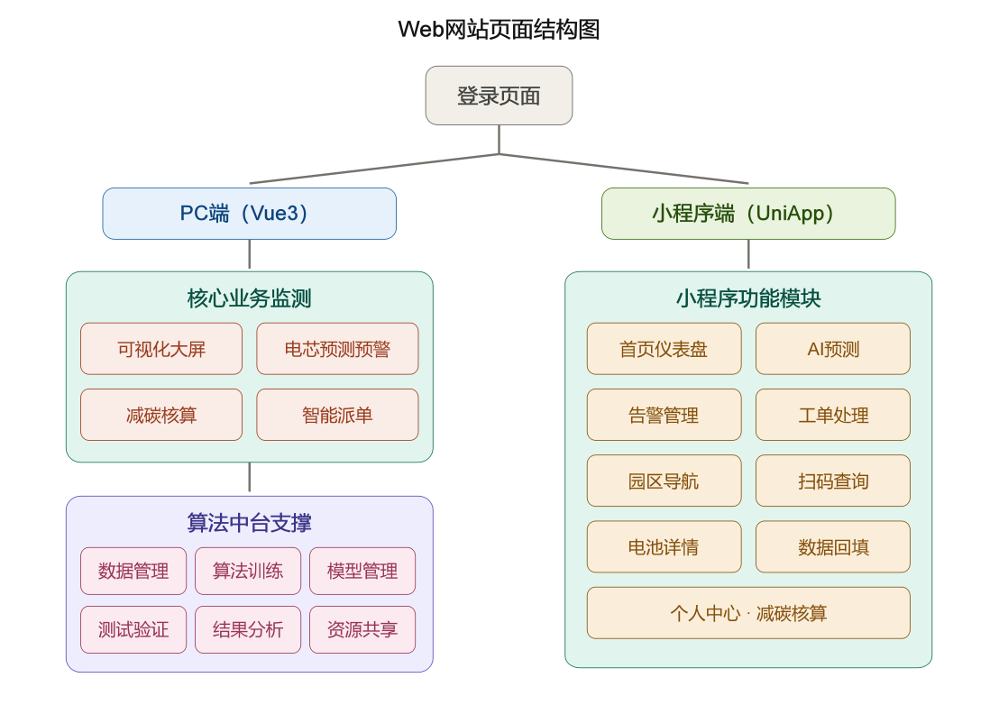 Web网站页面结构图
登录页面
PC端（Vue3）
小程序端（UniApp）
核心业务监测
可视化大屏
电芯预测预警
减碳核算
智能派单
算法中台支撑
数据管理
算法训练
模型管理
测试验证
结果分析
资源共享
小程序功能模块
首页仪表盘
AI预测
告警管理
工单处理
园区导航
扫码查询
电池详情
数据回填
个人中心 · 减碳核算